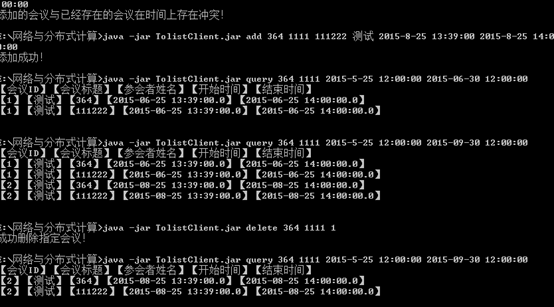 00:00
添加的会议与已经存在的会议在时间上存在冲突!
:\网络与分布式计算>java -jar TolistClient.jar add 364 1111 111222 测试 2015-8-25 13:39:00 2015-8-25 14:0
0:00
添加成功!
:\网络与分布式计算>java -jar TolistClient.jar query 364 1111 2015-5-25 12:00:00 2015-06-30 12:00:00
【会议ID】【会议标题】【参会者姓名】【开始时间】【结束时间】
【1】【测试】【364】【2015-06-25 13:39:00.0】【2015-06-25 14:00:00.0】
【1】【测试】【111222】【2015-06-25 13:39:00.0】【2015-06-25 14:00:00.0】
:\网络与分布式计算>java -jar TolistClient.jar query 364 1111 2015-5-25 12:00:00 2015-09-30 12:00:00
【会议ID】【会议标题】【参会者姓名】【开始时间】【结束时间】
【1】【测试】【364】【2015-06-25 13:39:00.0】【2015-06-25 14:00:00.0】
【1】【测试】【111222】【2015-06-25 13:39:00.0】【2015-06-25 14:00:00.0】
【2】【测试】【364】【2015-08-25 13:39:00.0】【2015-08-25 14:00:00.0】
【2】【测试】【111222】【2015-08-25 13:39:00.0】【2015-08-25 14:00:00.0】
:\网络与分布式计算>java -jar TolistClient.jar delete 364 1111 1
成功删除指定会议!
:\网络与分布式计算>java -jar TolistClient.jar query 364 1111 2015-5-25 12:00:00 2015-09-30 12:00:00
【会议ID】【会议标题】【参会者姓名】【开始时间】【结束时间】
【2】【测试】【364】【2015-08-25 13:39:00.0】【2015-08-25 14:00:00.0】
【2】【测试】【111222】【2015-08-25 13:39:00.0】【2015-08-25 14:00:00.0】